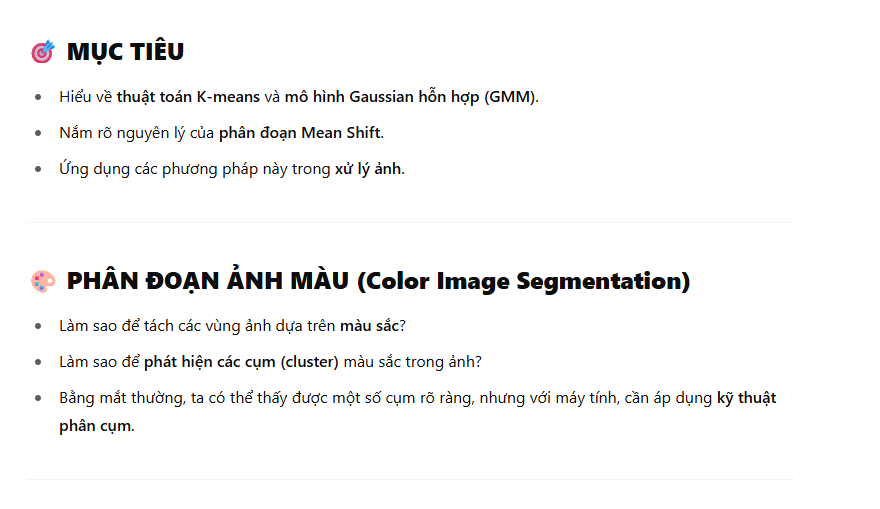 MỤC TIÊU
Hiểu về thuật toán K-means và mô hình Gaussian hỗn hợp (GMM).
Nắm rõ nguyên lý của phân đoạn Mean Shift.
Ứng dụng các phương pháp này trong xử lý ảnh.
PHÂN ĐOẠN ẢNH MÀU (Color Image Segmentation)
Làm sao để tách các vùng ảnh dựa trên màu sắc?
Làm sao để phát hiện các cụm (cluster) màu sắc trong ảnh?
Bằng mắt thường, ta có thể thấy được một số cụm rõ ràng, nhưng với máy tính, cần áp dụng kỹ thuật
phân cụm.